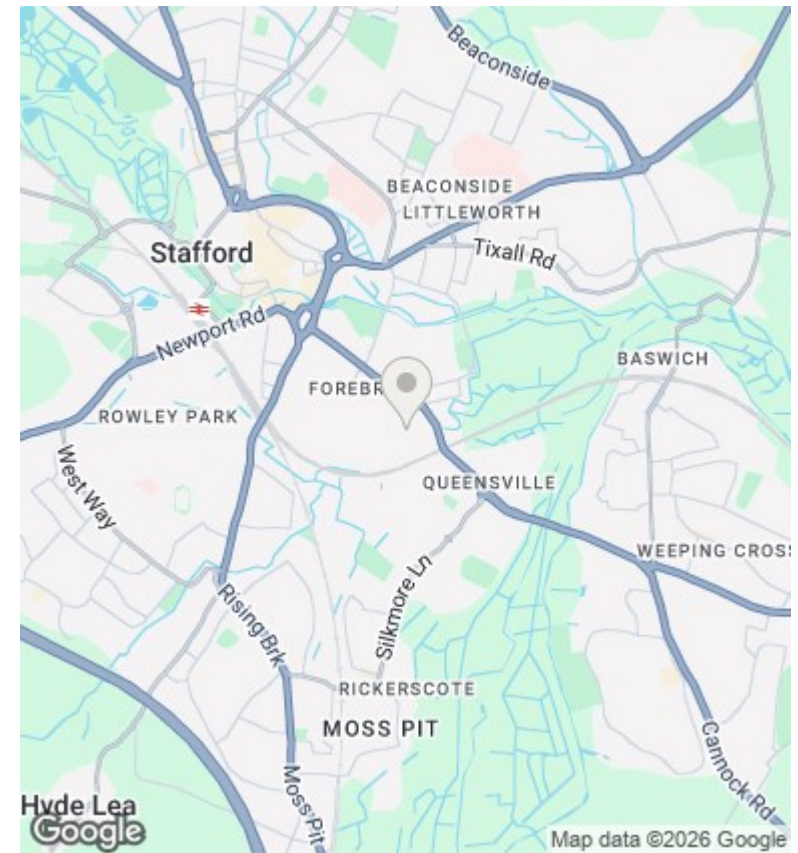 Beaconside
BEACONSIDE
LITTLEWORTH
Tixall Rd
Stafford
Newport Rd
BASWICH
FOREBR
ROWLEY PARK
West Way
QUEENSVILLE
WEEPING CROSS
Silkmore Ln
Rising Brk
RICKERSCOTE
MOSS PIT
Moss Pit
Cannock Rd
Hyde Lea
Google
Map data ©2026 Google